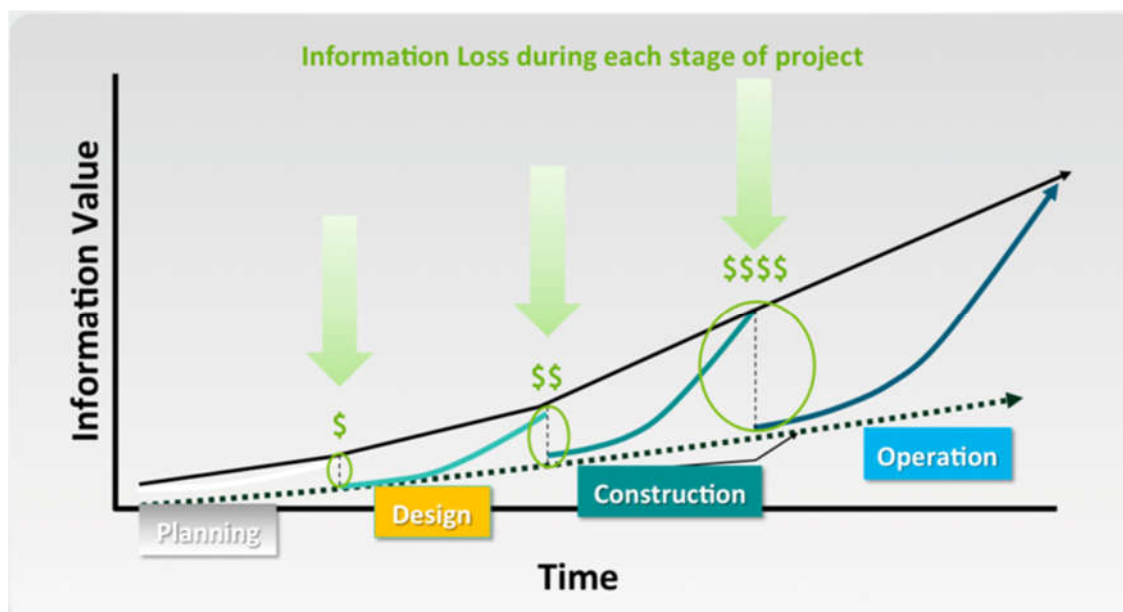 Information Loss during each stage of project
Information Value
$
$$
$$$$
Planning
Design
Construction
Operation
Time